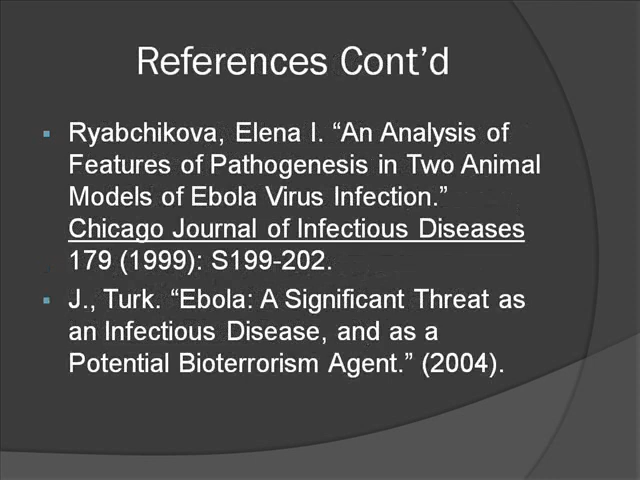 References Cont’d
Ryabchikova, Elena I. “An Analysis of
Features of Pathogenesis in Two Animal
Models of Ebola Virus Infection.”
Chicago Journal of Infectious Diseases
179 (1999): S199-202.
J., Turk. “Ebola: A Significant Threat as
an Infectious Disease, and as a
Potential Bioterrorism Agent.” (2004).